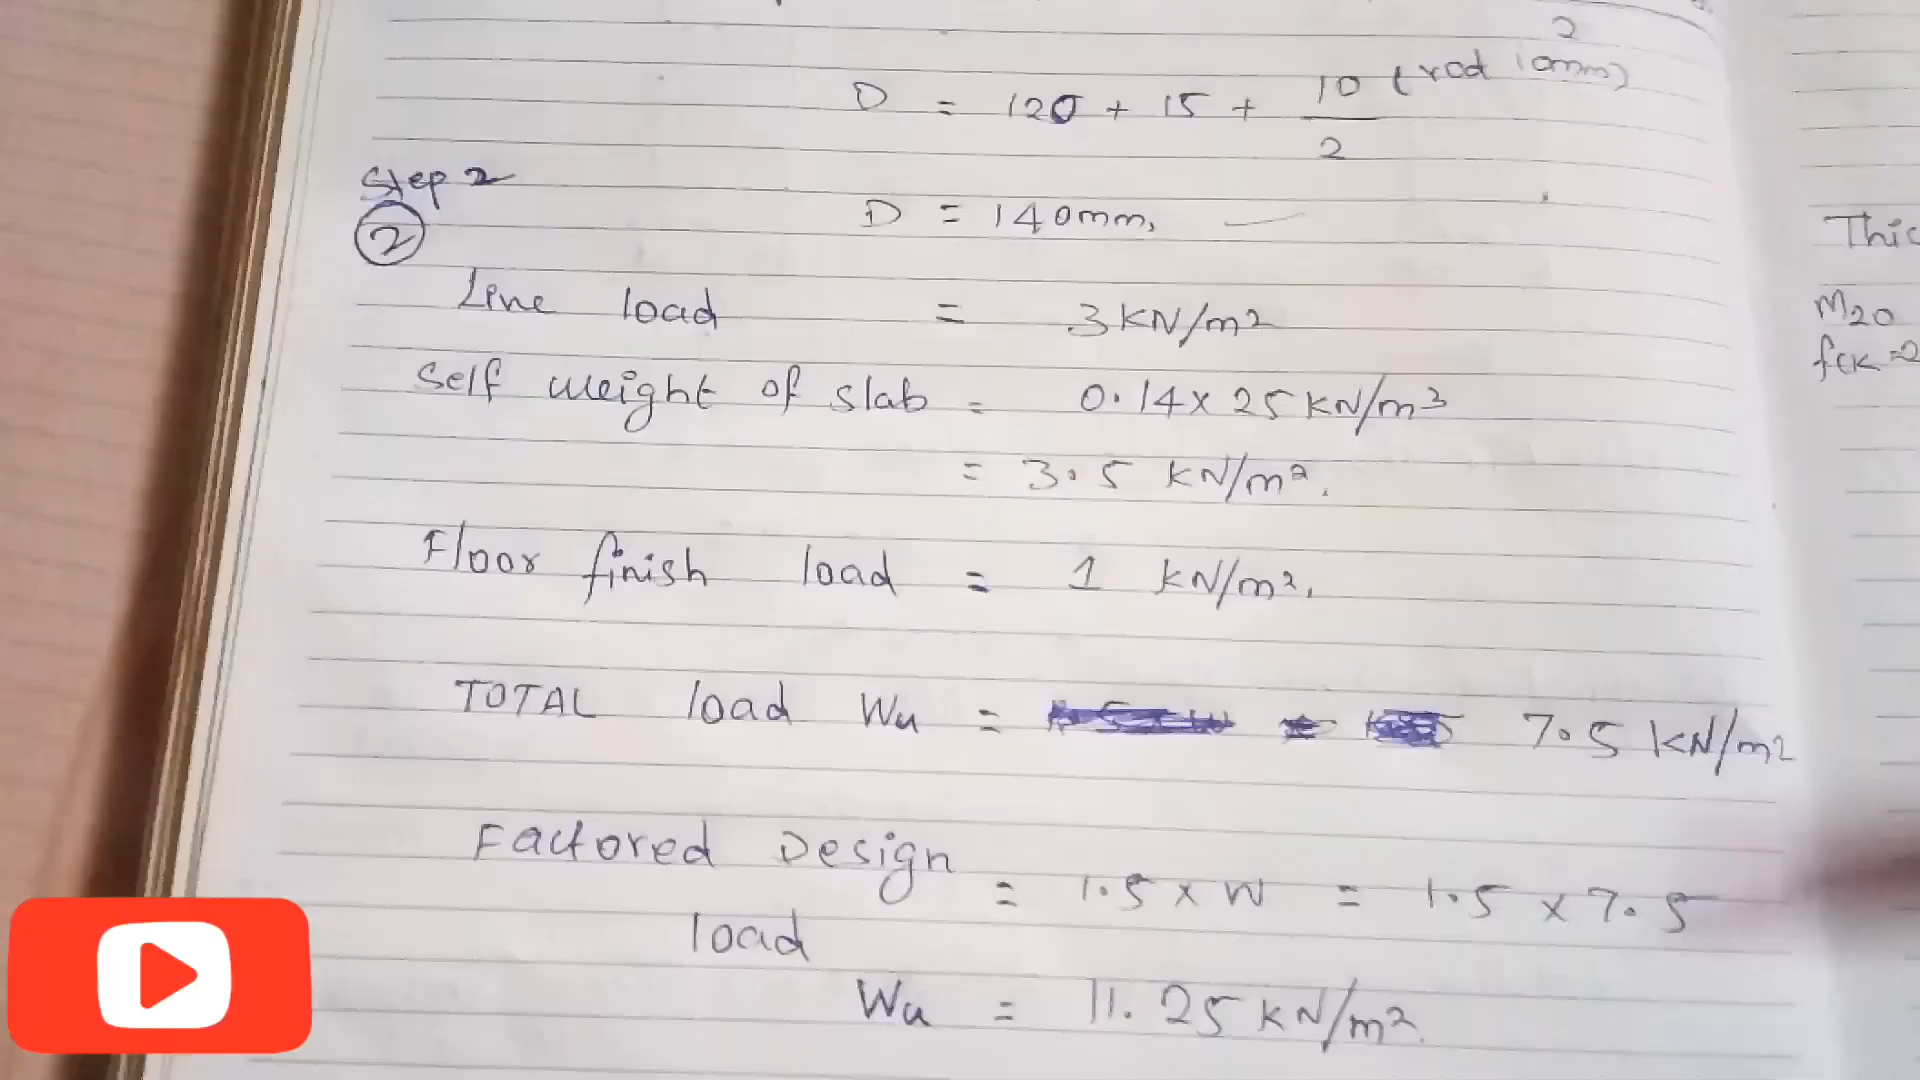 2
D = 120 + 15 + 10/2 (rod 10mm)
Step 2
2
D = 140mm,
Live load = 3 KN/m2
Self weight of slab = 0.14 x 25 KN/m3
= 3.5 KN/m2.
Floor finish load = 1 KN/m2.
TOTAL load Wu = 7.5 KN/m2
Factored Design load = 1.5 x W = 1.5 x 7.5
Wu = 11.25 KN/m2
M20
fck =